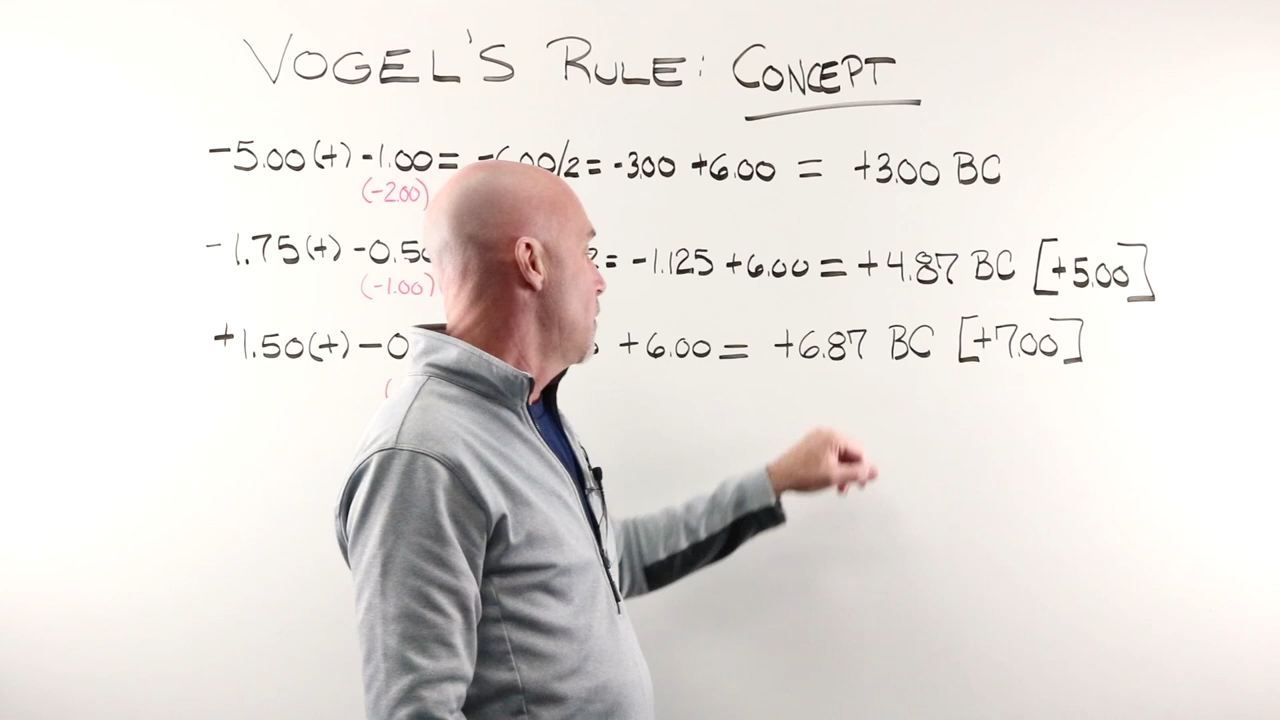 VOGEL'S RULE: CONCEPT
-5.00(+) -1.00= -6.00/2= -3.00 +6.00 = +3.00 BC
(-2.00)
-1.75(+) -0.50 = -1.125 +6.00 = +4.87 BC [+5.00]
(-1.00)
+1.50(+) -0 +6.00 = +6.87 BC [+7.00]